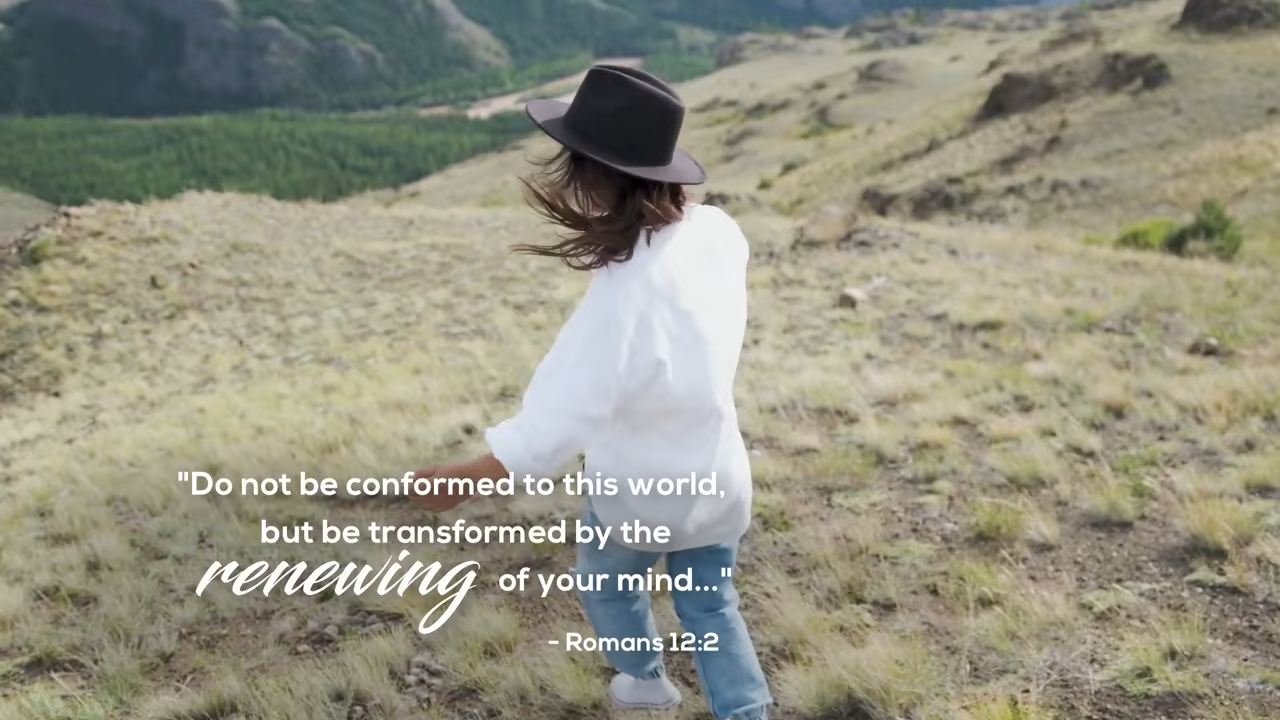 "Do not be conformed to this world,
but be transformed by the
renewing of your mind..."
- Romans 12:2